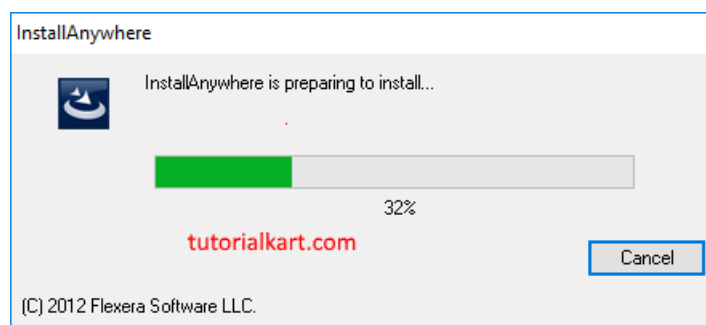 InstallAnywhere
InstallAnywhere is preparing to install...
32%
tutorialkart.com
Cancel
(C) 2012 Flexera Software LLC.